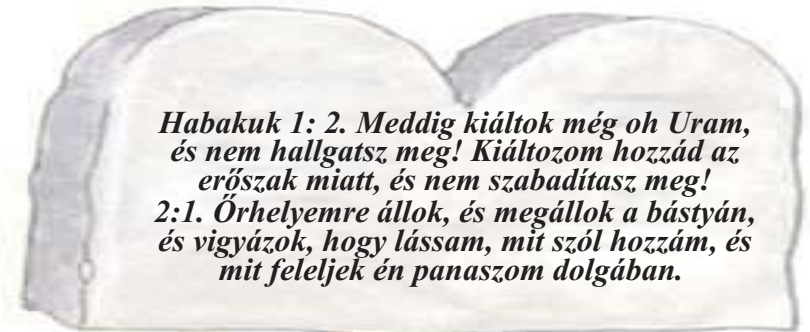 Habakuk 1: 2. Meddig kiáltok még oh Uram,
és nem hallgatsz meg! Kiáltozom hozzád az
erőszak miatt, és nem szabadítasz meg!
2:1. Őrhelyemre állok, és megállok a bástyán,
és vigyázok, hogy lássam, mit szól hozzám, és
mit feleljek én panaszom dolgában.